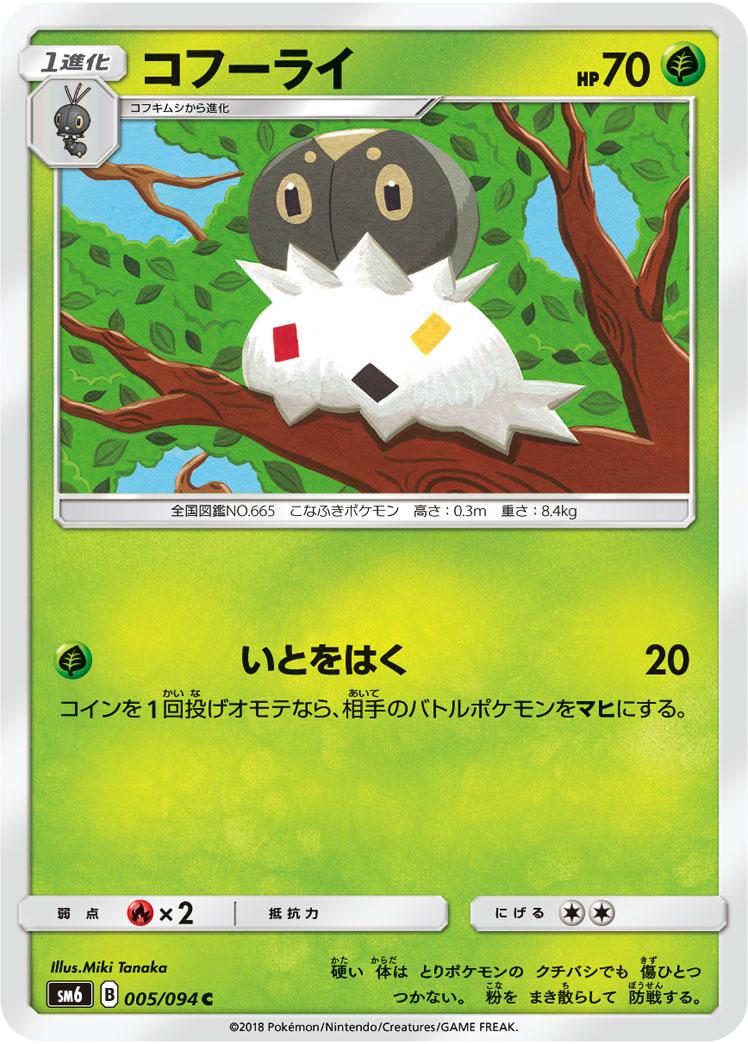 1進化
コフーライ
HP70
コフキムシから進化
全国図鑑NO.665 こなふきポケモン 高さ:0.3m 重さ:8.4kg
いとをはく 20
コインを1回投げオモテなら、相手のバトルポケモンをマヒにする。
弱点 ×2 抵抗力 にげる
Illus.Miki Tanaka
硬い 体は とりポケモンの クチバシでも 傷ひとつ
つかない。 粉を まき散らして 防戦する。
SM6 B 005/094 C
©2018 Pokémon/Nintendo/Creatures/GAME FREAK.